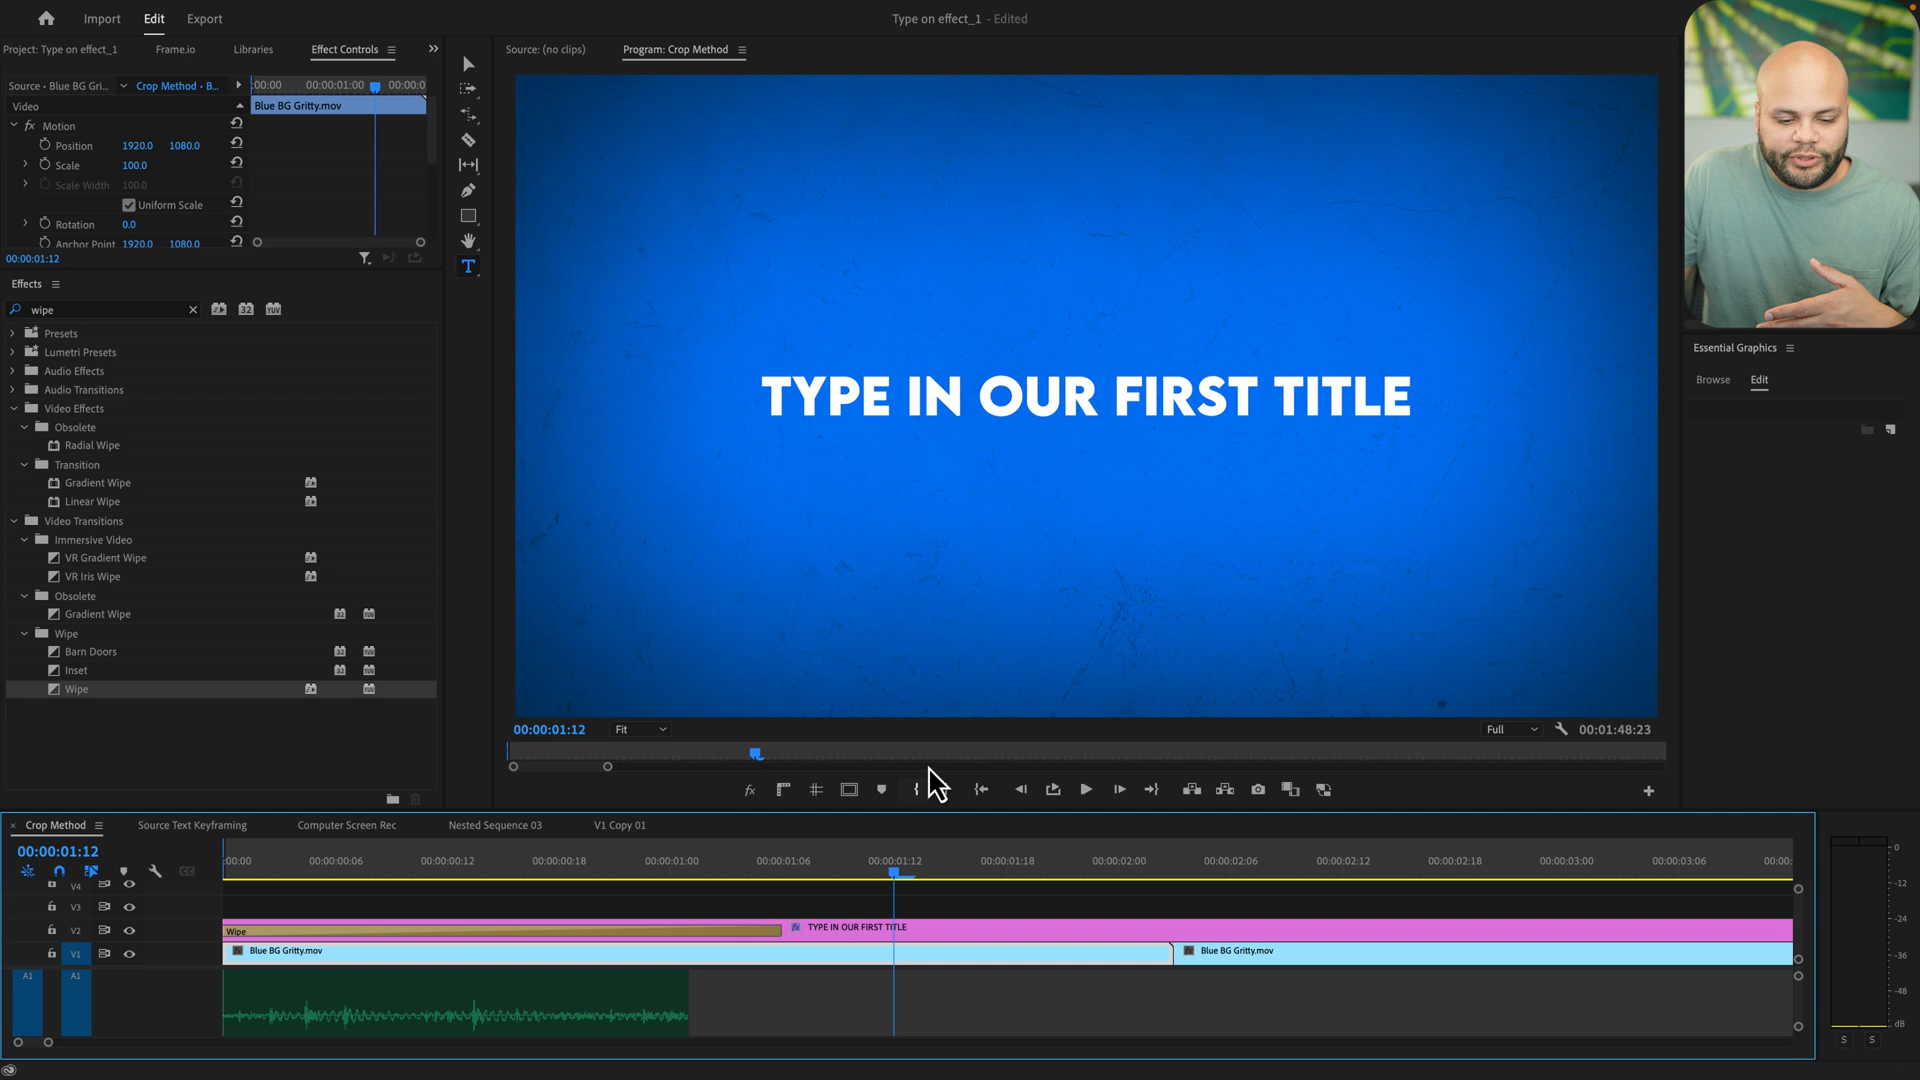 Import Edit Export
Type on effect_1 - Edited
Project: Type on effect_1 Frame.io Libraries Effect Controls
Source: (no clips) Program: Crop Method
Source • Blue BG Gri... Crop Method • B...
:00:00 00:00:01:00 00:00:0
Video
Blue BG Gritty.mov
fx Motion
Position 1920.0 1080.0
Scale 100.0
Scale Width 100.0
Uniform Scale
Rotation 0.0
Anchor Point 1920.0 1080.0
00:00:01:12
Effects
wipe
32 YUV
Presets
Lumetri Presets
Audio Effects
Audio Transitions
Video Effects
Obsolete
Radial Wipe
Transition
Gradient Wipe
Linear Wipe
Video Transitions
Immersive Video
VR Gradient Wipe
VR Iris Wipe
Obsolete
Gradient Wipe
Wipe
Barn Doors
Inset
Wipe
T
TYPE IN OUR FIRST TITLE
00:00:01:12 Fit Full 00:01:48:23
fx
Essential Graphics
Browse Edit
Crop Method Source Text Keyframing Computer Screen Rec Nested Sequence 03 V1 Copy 01
00:00:01:12
:00:00 00:00:00:06 00:00:00:12 00:00:00:18 00:00:01:00 00:00:01:06 00:00:01:12 00:00:01:18 00:00:02:00 00:00:02:06 00:00:02:12 00:00:02:18 00:00:03:00 00:00:03:06 00:00:
V4
V3
V2 Wipe TYPE IN OUR FIRST TITLE
V1 Blue BG Gritty.mov Blue BG Gritty.mov
A1 A1
0
-12
-24
-36
-48
dB
S S